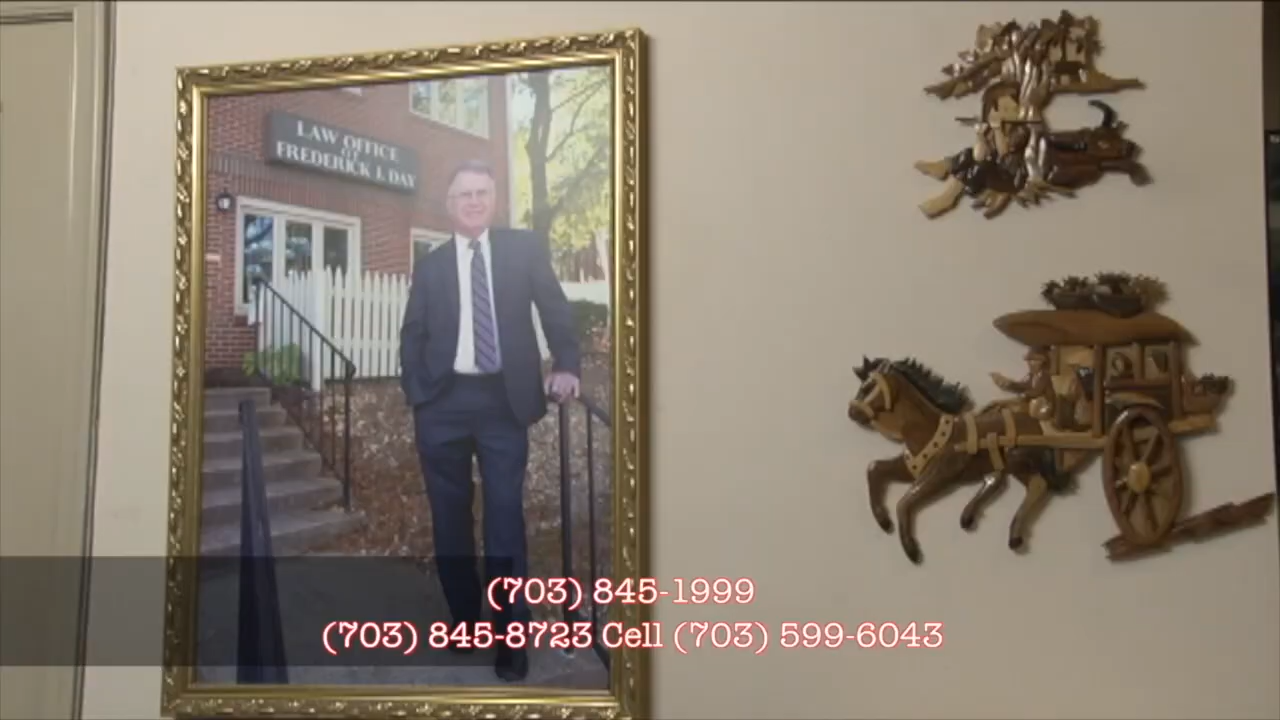 LAW OFFICE
OF
FREDERICK J. DAY
(703) 845-1999
(703) 845-8723 Cell (703) 599-6043